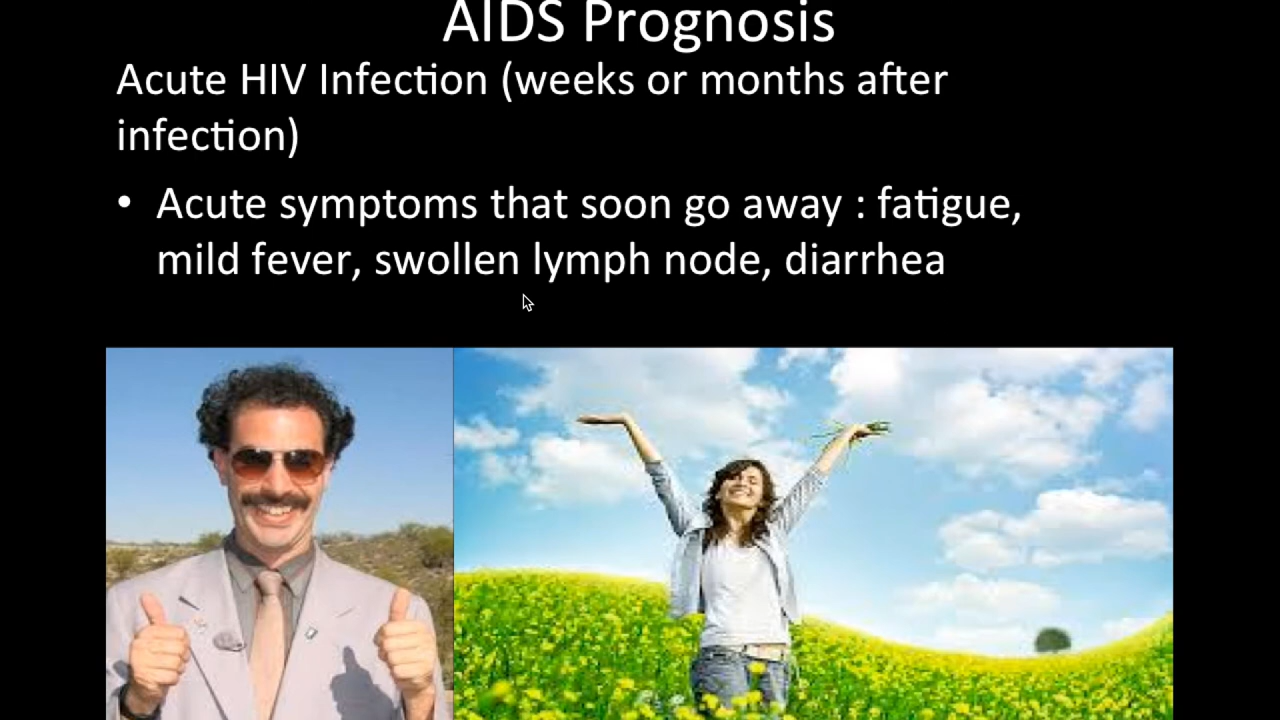 AIDS Prognosis
Acute HIV Infection (weeks or months after
infection)
• Acute symptoms that soon go away : fatigue,
mild fever, swollen lymph node, diarrhea